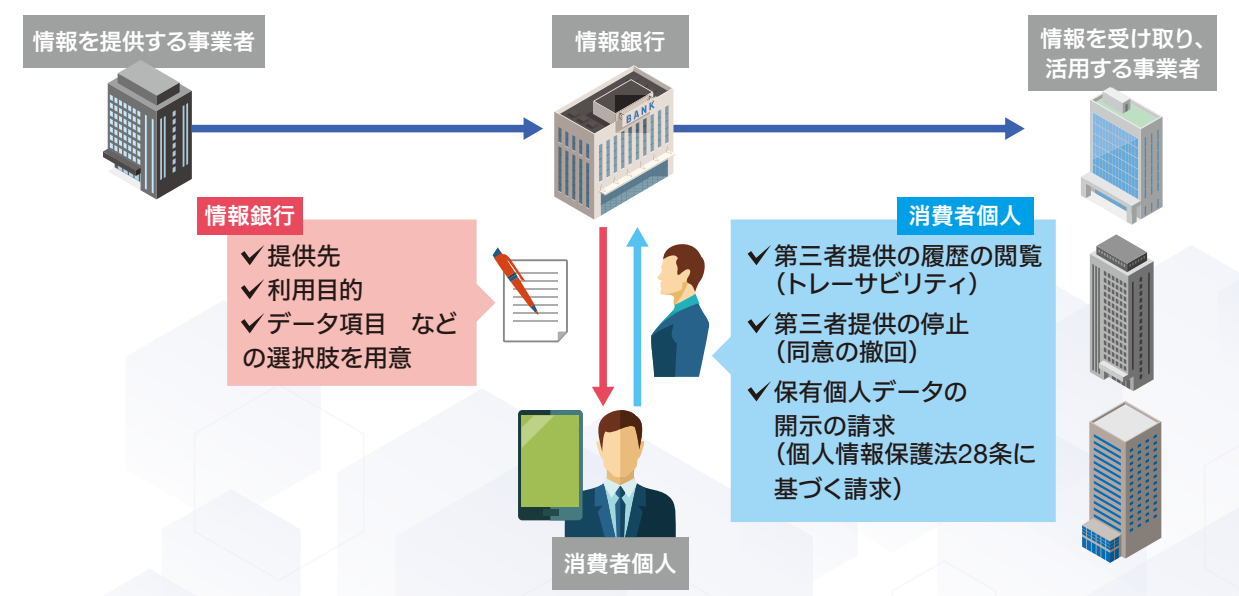 情報を提供する事業者
情報銀行
情報を受け取り、
活用する事業者
BANK
情報銀行
✓提供先
✓利用目的
✓データ項目　など
の選択肢を用意
消費者個人
✓第三者提供の履歴の閲覧
（トレーサビリティ）
✓第三者提供の停止
（同意の撤回）
✓保有個人データの
開示の請求
（個人情報保護法28条に
基づく請求）
消費者個人